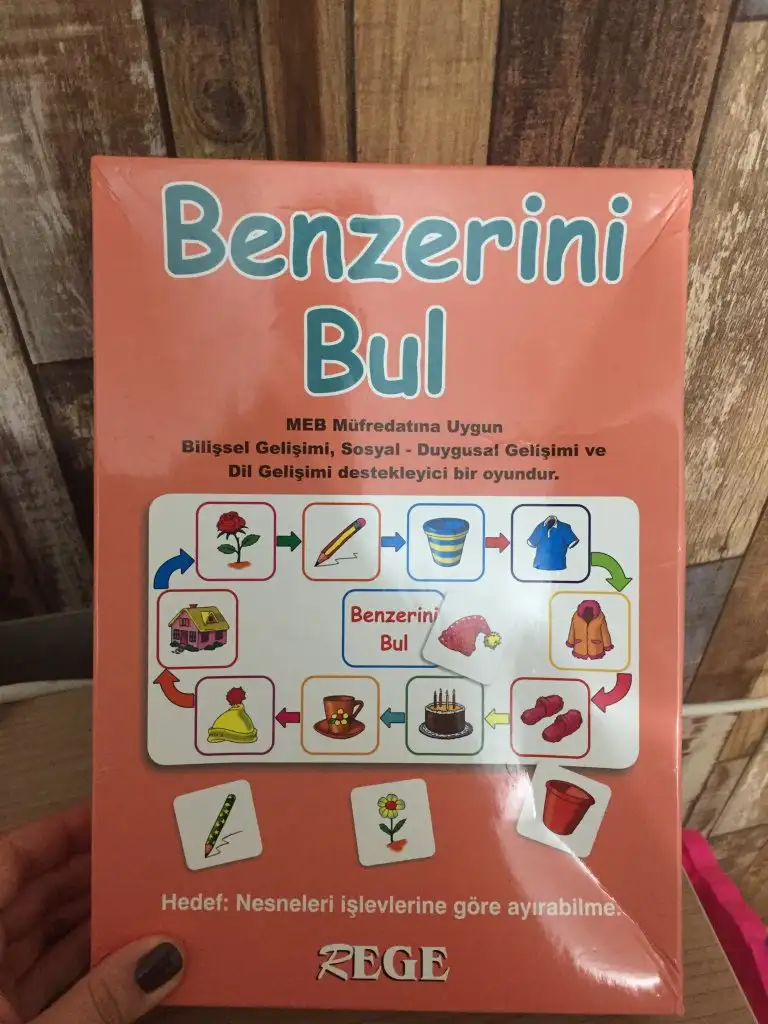 Benzerini
Bul
MEB Müfredatına Uygun
Bilişsel Gelişimi, Sosyal - Duygusal Gelişimi ve
Dil Gelişimi destekleyici bir oyundur.
Benzerini
Bul
Hedef: Nesneleri işlevlerine göre ayırabilme.
REGE